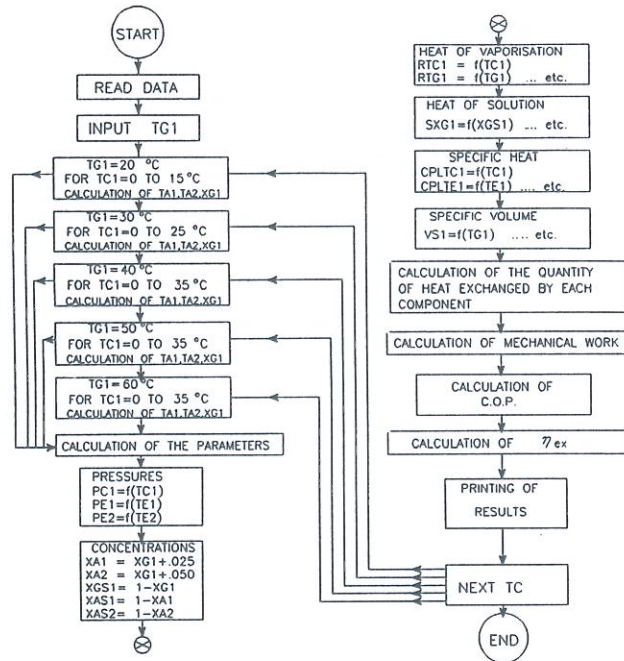 START
READ DATA
INPUT TG1
TG1=20 °C
FOR TC1=0 TO 15°C
CALCULATION OF TA1,TA2,XG1
TG1=30°C
FOR TC1=0 TO 25 °C
CALCULATION OF TA1,TA2,XG1
TG1=40°C
FOR TC1=0 TO 35 °C
CALCULATION OF TA1,TA2,XG1
TG1=50°C
FOR TC1=0 TO 35 °C
CALCULATION OF TA1,TA2,XG1
TG1=60°C
FOR TC1=0 TO 35 °C
CALCULATION OF TA1,TA2,XG1
CALCULATION OF THE PARAMETERS
PRESSURES
PC1=f(TC1)
PE1=f(TE1)
PE2=f(TE2)
CONCENTRATIONS
XA1 = XG1+.025
XA2 = XG1+.050
XGS1= 1-XG1
XAS1= 1-XA1
XAS2= 1-XA2
HEAT OF VAPORISATION
RTC1 = f(TC1)
RTG1 = f(TG1) ... etc.
HEAT OF SOLUTION
SXG1=f(XGS1) .... etc.
SPECIFIC HEAT
CPLTC1=f(TC1)
CPLTE1=f(TE1) .... etc.
SPECIFIC VOLUME
VS1=f(TG1) .... etc.
CALCULATION OF THE QUANTITY
OF HEAT EXCHANGED BY EACH
COMPONENT
CALCULATION OF MECHANICAL WORK
CALCULATION OF
C.O.P.
CALCULATION OF ηex
PRINTING OF
RESULTS
NEXT TC
END